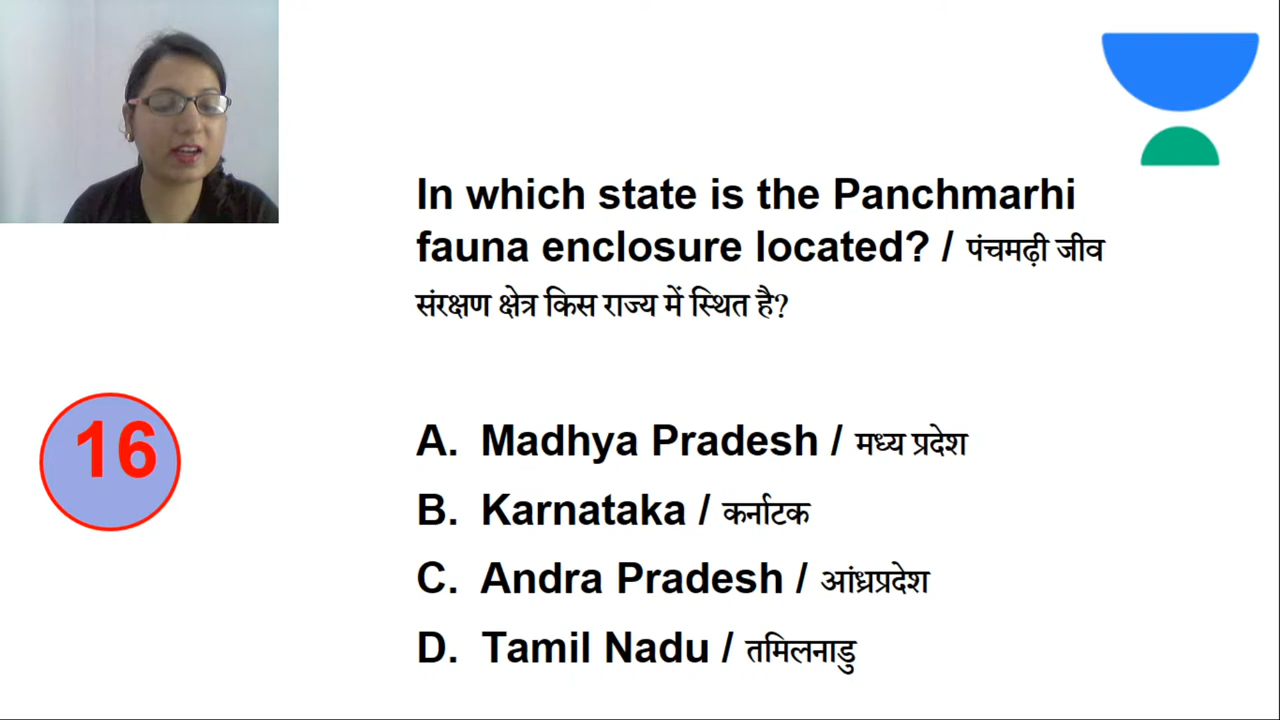 In which state is the Panchmarhi
fauna enclosure located? / पंचमढ़ी जीव
संरक्षण क्षेत्र किस राज्य में स्थित है?
16
A. Madhya Pradesh / मध्य प्रदेश
B. Karnataka / कर्नाटक
C. Andra Pradesh / आंध्रप्रदेश
D. Tamil Nadu / तमिलनाडु